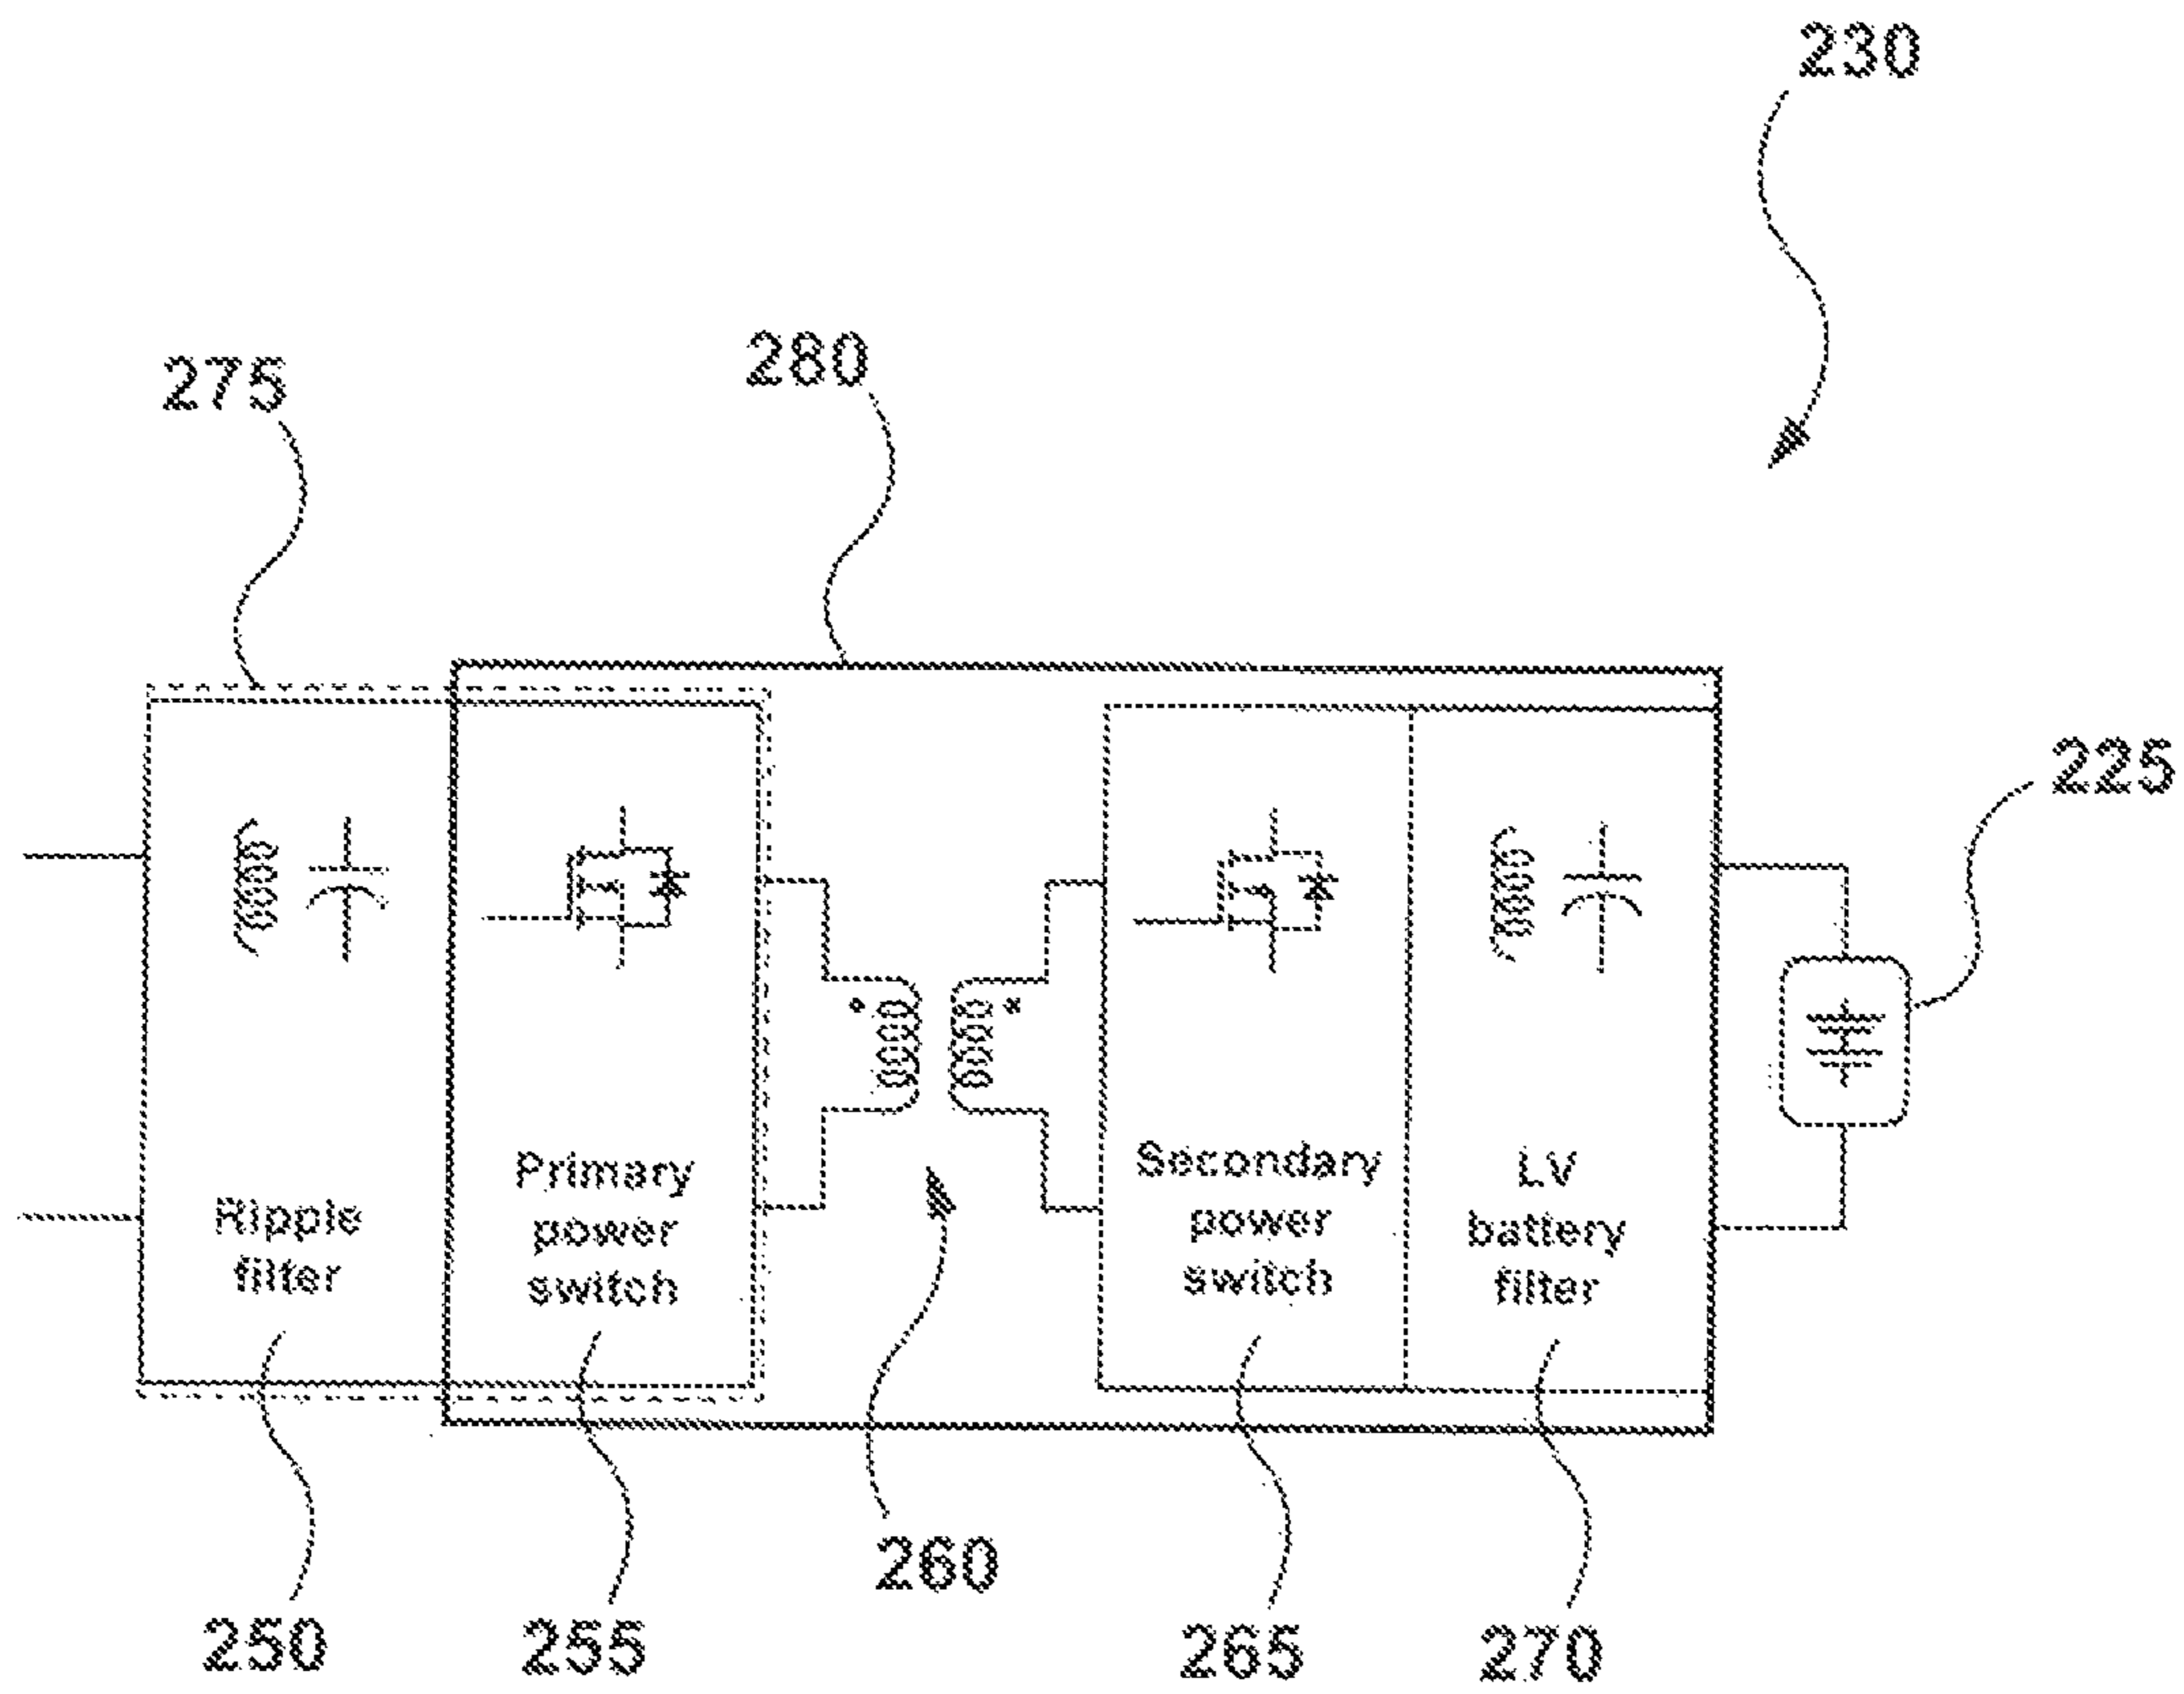 230
275
280
225
Ripple
filter
Primary
power
switch
Secondary
power
switch
LV
battery
filter
260
250
255
265
270